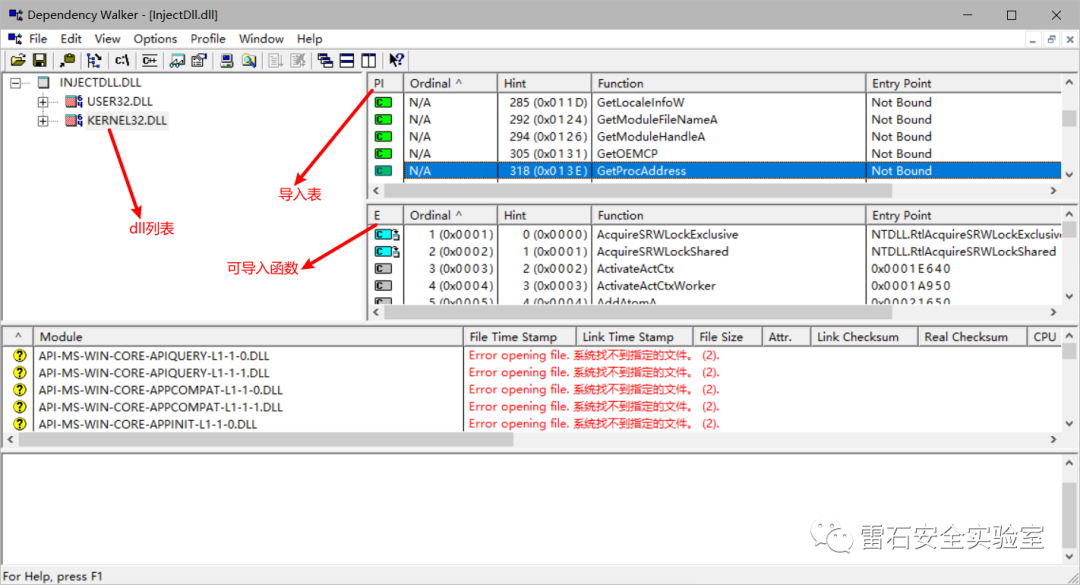 Dependency Walker - [InjectDll.dll]
File Edit View Options Profile Window Help
INJECTDLL.DLL
USER32.DLL
KERNEL32.DLL
dll列表
导入表
可导入函数
PI Ordinal ^ Hint Function Entry Point
N/A 285 (0x011D) GetLocaleInfoW Not Bound
N/A 292 (0x0124) GetModuleFileNameA Not Bound
N/A 294 (0x0126) GetModuleHandleA Not Bound
N/A 305 (0x0131) GetOEMCP Not Bound
N/A 318 (0x013E) GetProcAddress Not Bound
E Ordinal ^ Hint Function Entry Point
1 (0x0001) 0 (0x0000) AcquireSRWLockExclusive NTDLL.RtlAcquireSRWLockExclusiv
2 (0x0002) 1 (0x0001) AcquireSRWLockShared NTDLL.RtlAcquireSRWLockShared
3 (0x0003) 2 (0x0002) ActivateActCtx 0x0001E640
4 (0x0004) 3 (0x0003) ActivateActCtxWorker 0x0001A950
5 (0x0005) 4 (0x0004) AddAtomA 0x00021650
^ Module File Time Stamp Link Time Stamp File Size Attr. Link Checksum Real Checksum CPU
API-MS-WIN-CORE-APIQUERY-L1-1-0.DLL Error opening file. 系统找不到指定的文件。 (2).
API-MS-WIN-CORE-APIQUERY-L1-1-1.DLL Error opening file. 系统找不到指定的文件。 (2).
API-MS-WIN-CORE-APPCOMPAT-L1-1-0.DLL Error opening file. 系统找不到指定的文件。 (2).
API-MS-WIN-CORE-APPCOMPAT-L1-1-1.DLL Error opening file. 系统找不到指定的文件。 (2).
API-MS-WIN-CORE-APPINIT-L1-1-0.DLL Error opening file. 系统找不到指定的文件。 (2).
雷石安全实验室
For Help, press F1